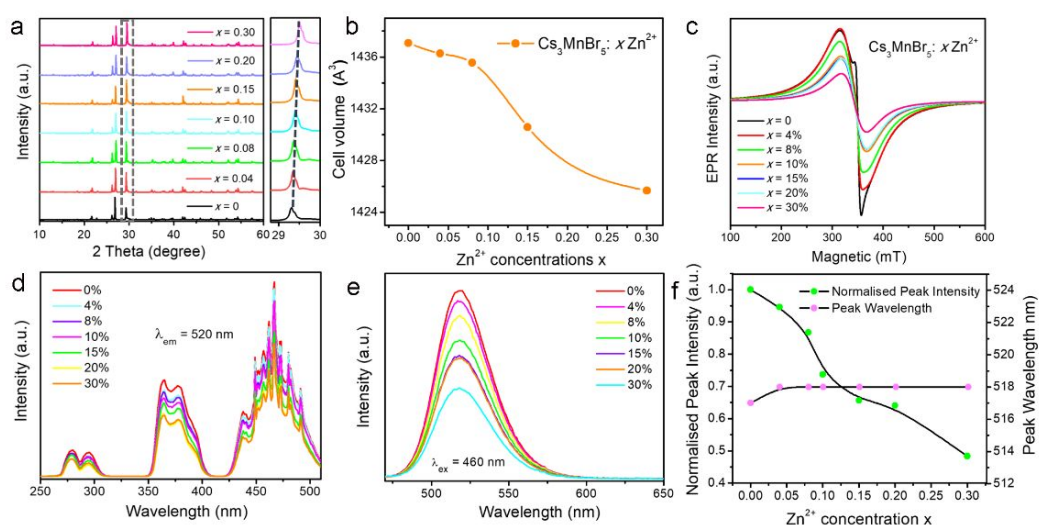 a
Intensity (a.u.)
x = 0.30
x = 0.20
x = 0.15
x = 0.10
x = 0.08
x = 0.04
x = 0
10 20 30 40 50 60 29 30
2 Theta (degree)
b
Cell volume (A³)
1436
1432
1428
1424
Cs₃MnBr₅: x Zn²⁺
0.00 0.05 0.10 0.15 0.20 0.25 0.30
Zn²⁺ concentrations x
c
EPR Intensity (a.u.)
Cs₃MnBr₅: x Zn²⁺
x = 0
x = 4%
x = 8%
x = 10%
x = 15%
x = 20%
x = 30%
100 200 300 400 500 600
Magnetic (mT)
d
Intensity (a.u.)
0%
4%
8%
10%
15%
20%
30%
λem = 520 nm
250 300 350 400 450 500
Wavelength (nm)
e
Intensity (a.u.)
0%
4%
8%
10%
15%
20%
30%
λex = 460 nm
500 550 600 650
Wavelength (nm)
f
Normalised Peak Intensity (a.u.)
1.0
0.9
0.8
0.7
0.6
0.5
Normalised Peak Intensity
Peak Wavelength
524
522
520
518
516
514
512
Peak Wavelength nm)
0.00 0.05 0.10 0.15 0.20 0.25 0.30
Zn²⁺ concentration x